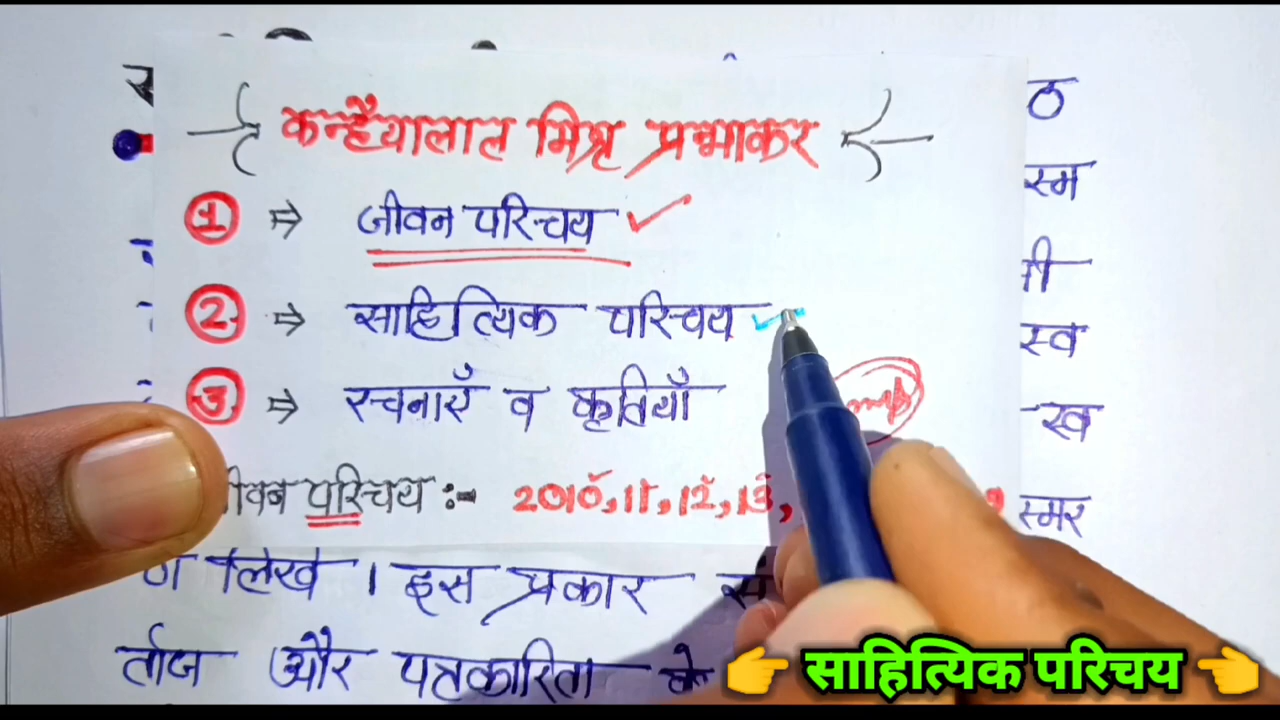 कन्हैयालाल मिश्र प्रभाकर
1 ⇒ जीवन परिचय ✓
2 ⇒ साहित्यिक परिचय ✓
3 ⇒ रचनाएँ व कृतियाँ
परिचय :- 2010, 11, 12, 13,
लिखे । इस प्रकार
और पत्रकारिता के
ठ
स्म
स्व
ख
स्मर
👉 साहित्यिक परिचय 👈